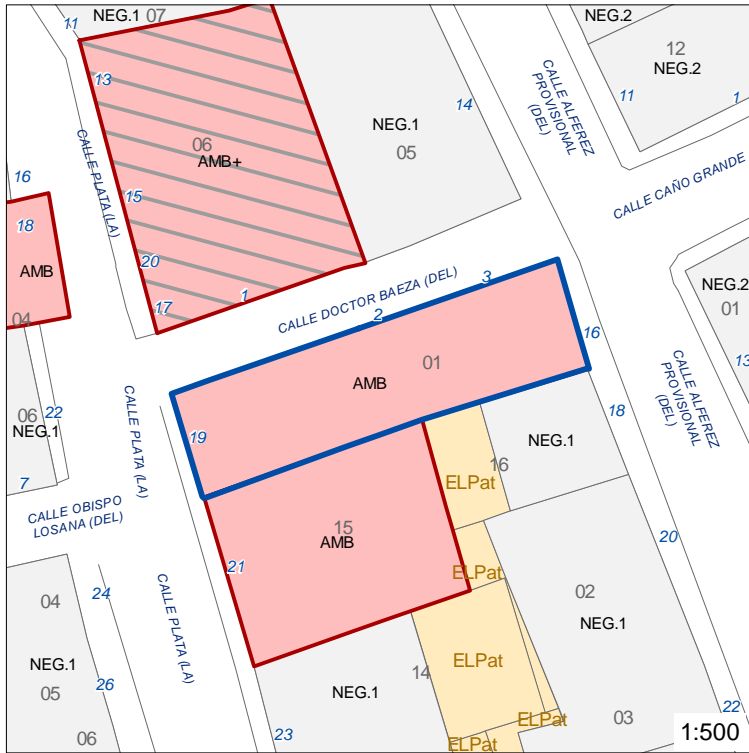 11
NEG.1
07
NEG.2
12
NEG.2
13
14
11
1
CALLE ALFEREZ
PROVISIONAL
(DEL)
NEG.1
05
06
AMB+
CALLE PLATA (LA)
16
15
18
CALLE CAÑO GRANDE
AMB
20
17
1
CALLE DOCTOR BAEZA (DEL)
3
2
NEG.2
01
04
16
01
AMB
13
CALLE ALFEREZ
PROVISIONAL
(DEL)
06
22
NEG.1
CALLE PLATA (LA)
19
18
NEG.1
16
7
ELPat
CALLE OBISPO
LOSANA (DEL)
15
AMB
20
21
ELPat
24
04
CALLE PLATA (LA)
02
NEG.1
NEG.1
05
26
14
ELPat
NEG.1
06
23
ELPat
ELPat
03
22
1:500